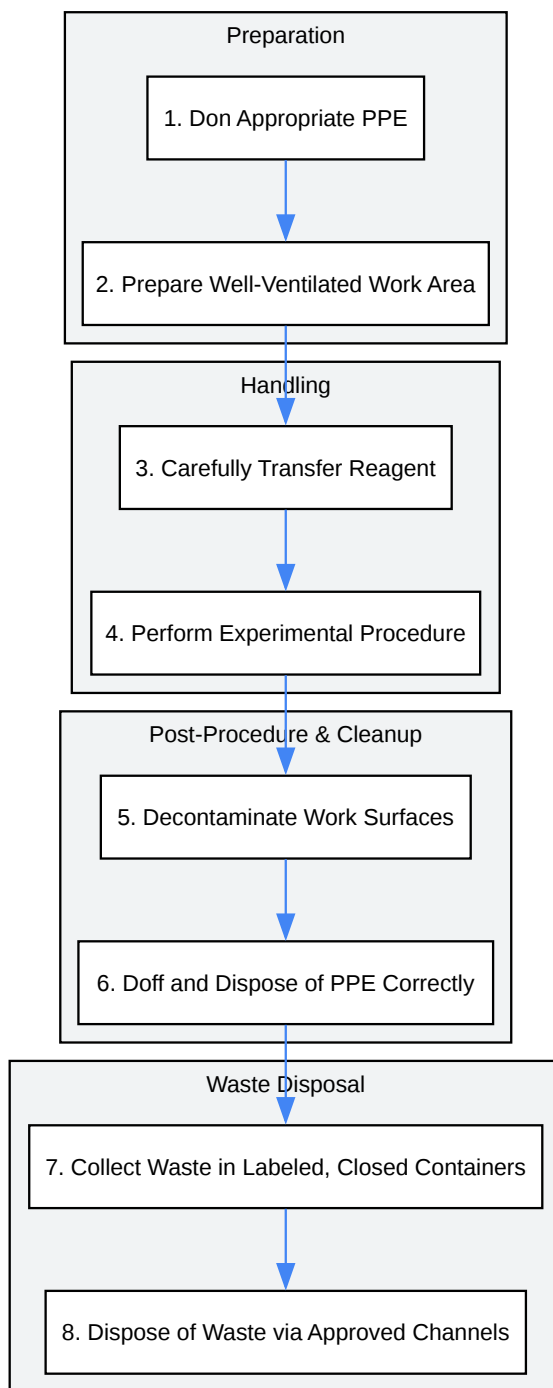 Preparation
1. Don Appropriate PPE
2. Prepare Well-Ventilated Work Area
Handling
3. Carefully Transfer Reagent
4. Perform Experimental Procedure
Post-Procedure & Cleanup
5. Decontaminate Work Surfaces
6. Doff and Dispose of PPE Correctly
Waste Disposal
7. Collect Waste in Labeled, Closed Containers
8. Dispose of Waste via Approved Channels